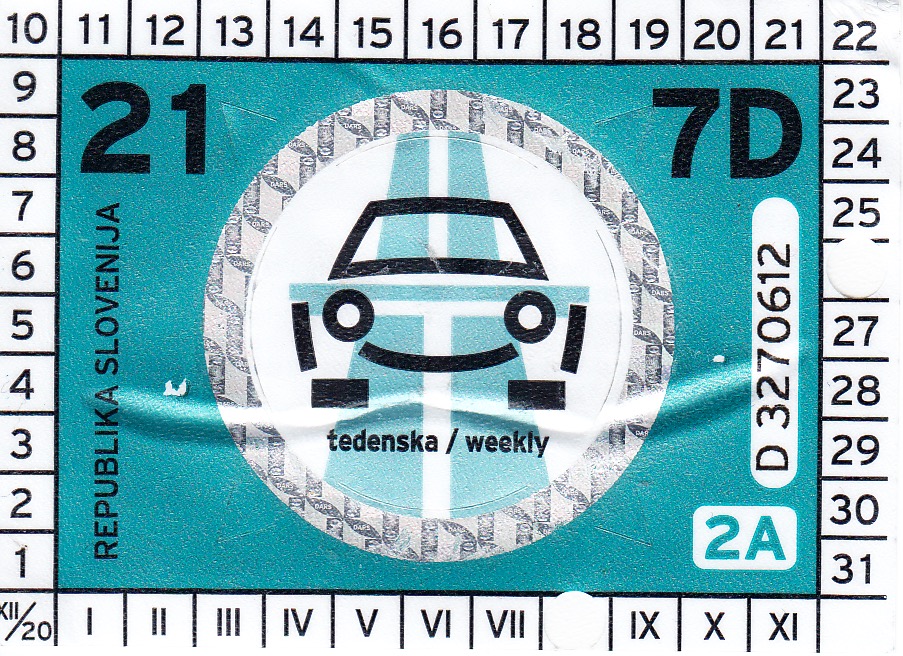 10 11 12 13 14 15 16 17 18 19 20 21 22
9
8
7
6
5
4
3
2
1
21
7D
REPUBLIKA SLOVENIJA
tedenska / weekly
D 3270612
2A
23
24
25
27
28
29
30
31
XII/20 I II III IV V VI VII IX X XI